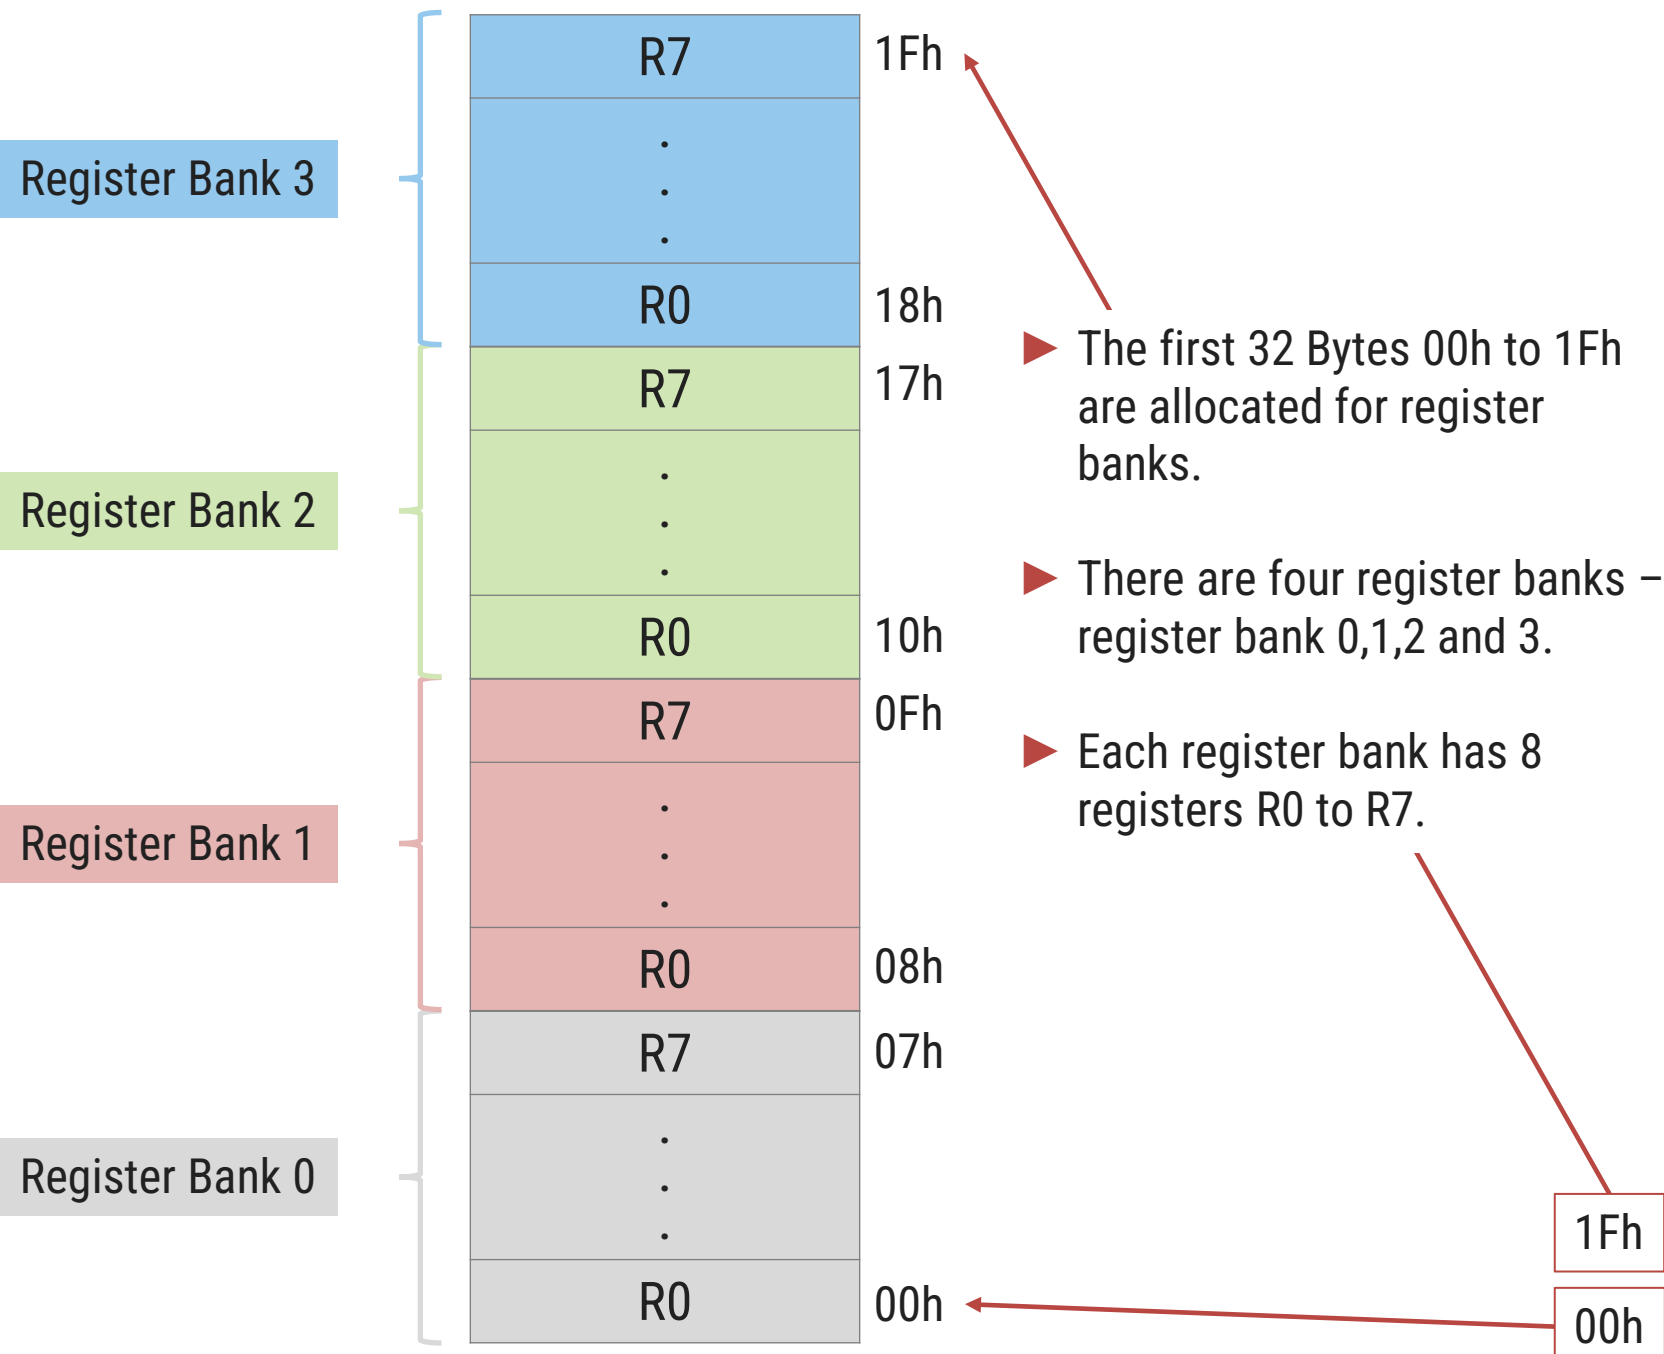 R7 1Fh
.
.
.
Register Bank 3
R0 18h
R7 17h
.
.
.
Register Bank 2
R0 10h
R7 0Fh
.
.
.
Register Bank 1
R0 08h
R7 07h
.
.
.
Register Bank 0
R0 00h
The first 32 Bytes 00h to 1Fh
are allocated for register
banks.
There are four register banks –
register bank 0,1,2 and 3.
Each register bank has 8
registers R0 to R7.
1Fh
00h